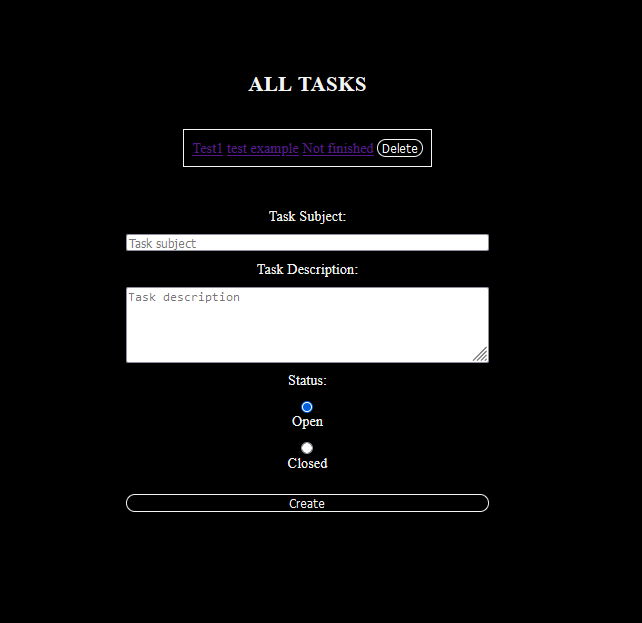 ALL TASKS
Test1 test example Not finished Delete
Task Subject:
Task subject
Task Description:
Task description
Status:
Open
Closed
Create